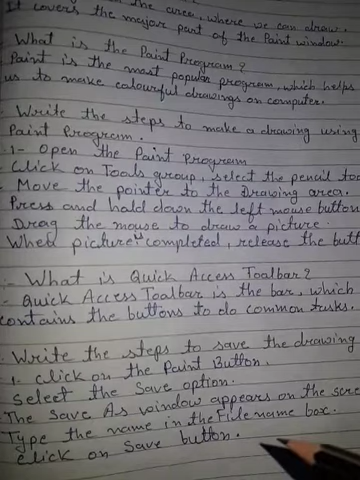 the area, where we can draw.
It covers the major part of the Paint window.
What is the Paint Program?
Paint is the most popular program, which helps
us to make colourful drawings on computer.
Write the steps to make a drawing using
Paint Program.
1- Open the Paint Program
Click on Tools group, select the pencil too
Move the pointer to the Drawing area.
Press and hold down the left mouse button
Drag the mouse to draw a picture.
When picture completed, release the butt
:- What is Quick Access Toalbar?
- Quick Access Toalbar is the bar, which
contains the buttons to do common tasks.
:- Write the steps to save the drawing
1- Click on the Paint Button.
Select the Save option.
The Save As window appears on the scre
Type the name in the File name box.
Click on Save button.